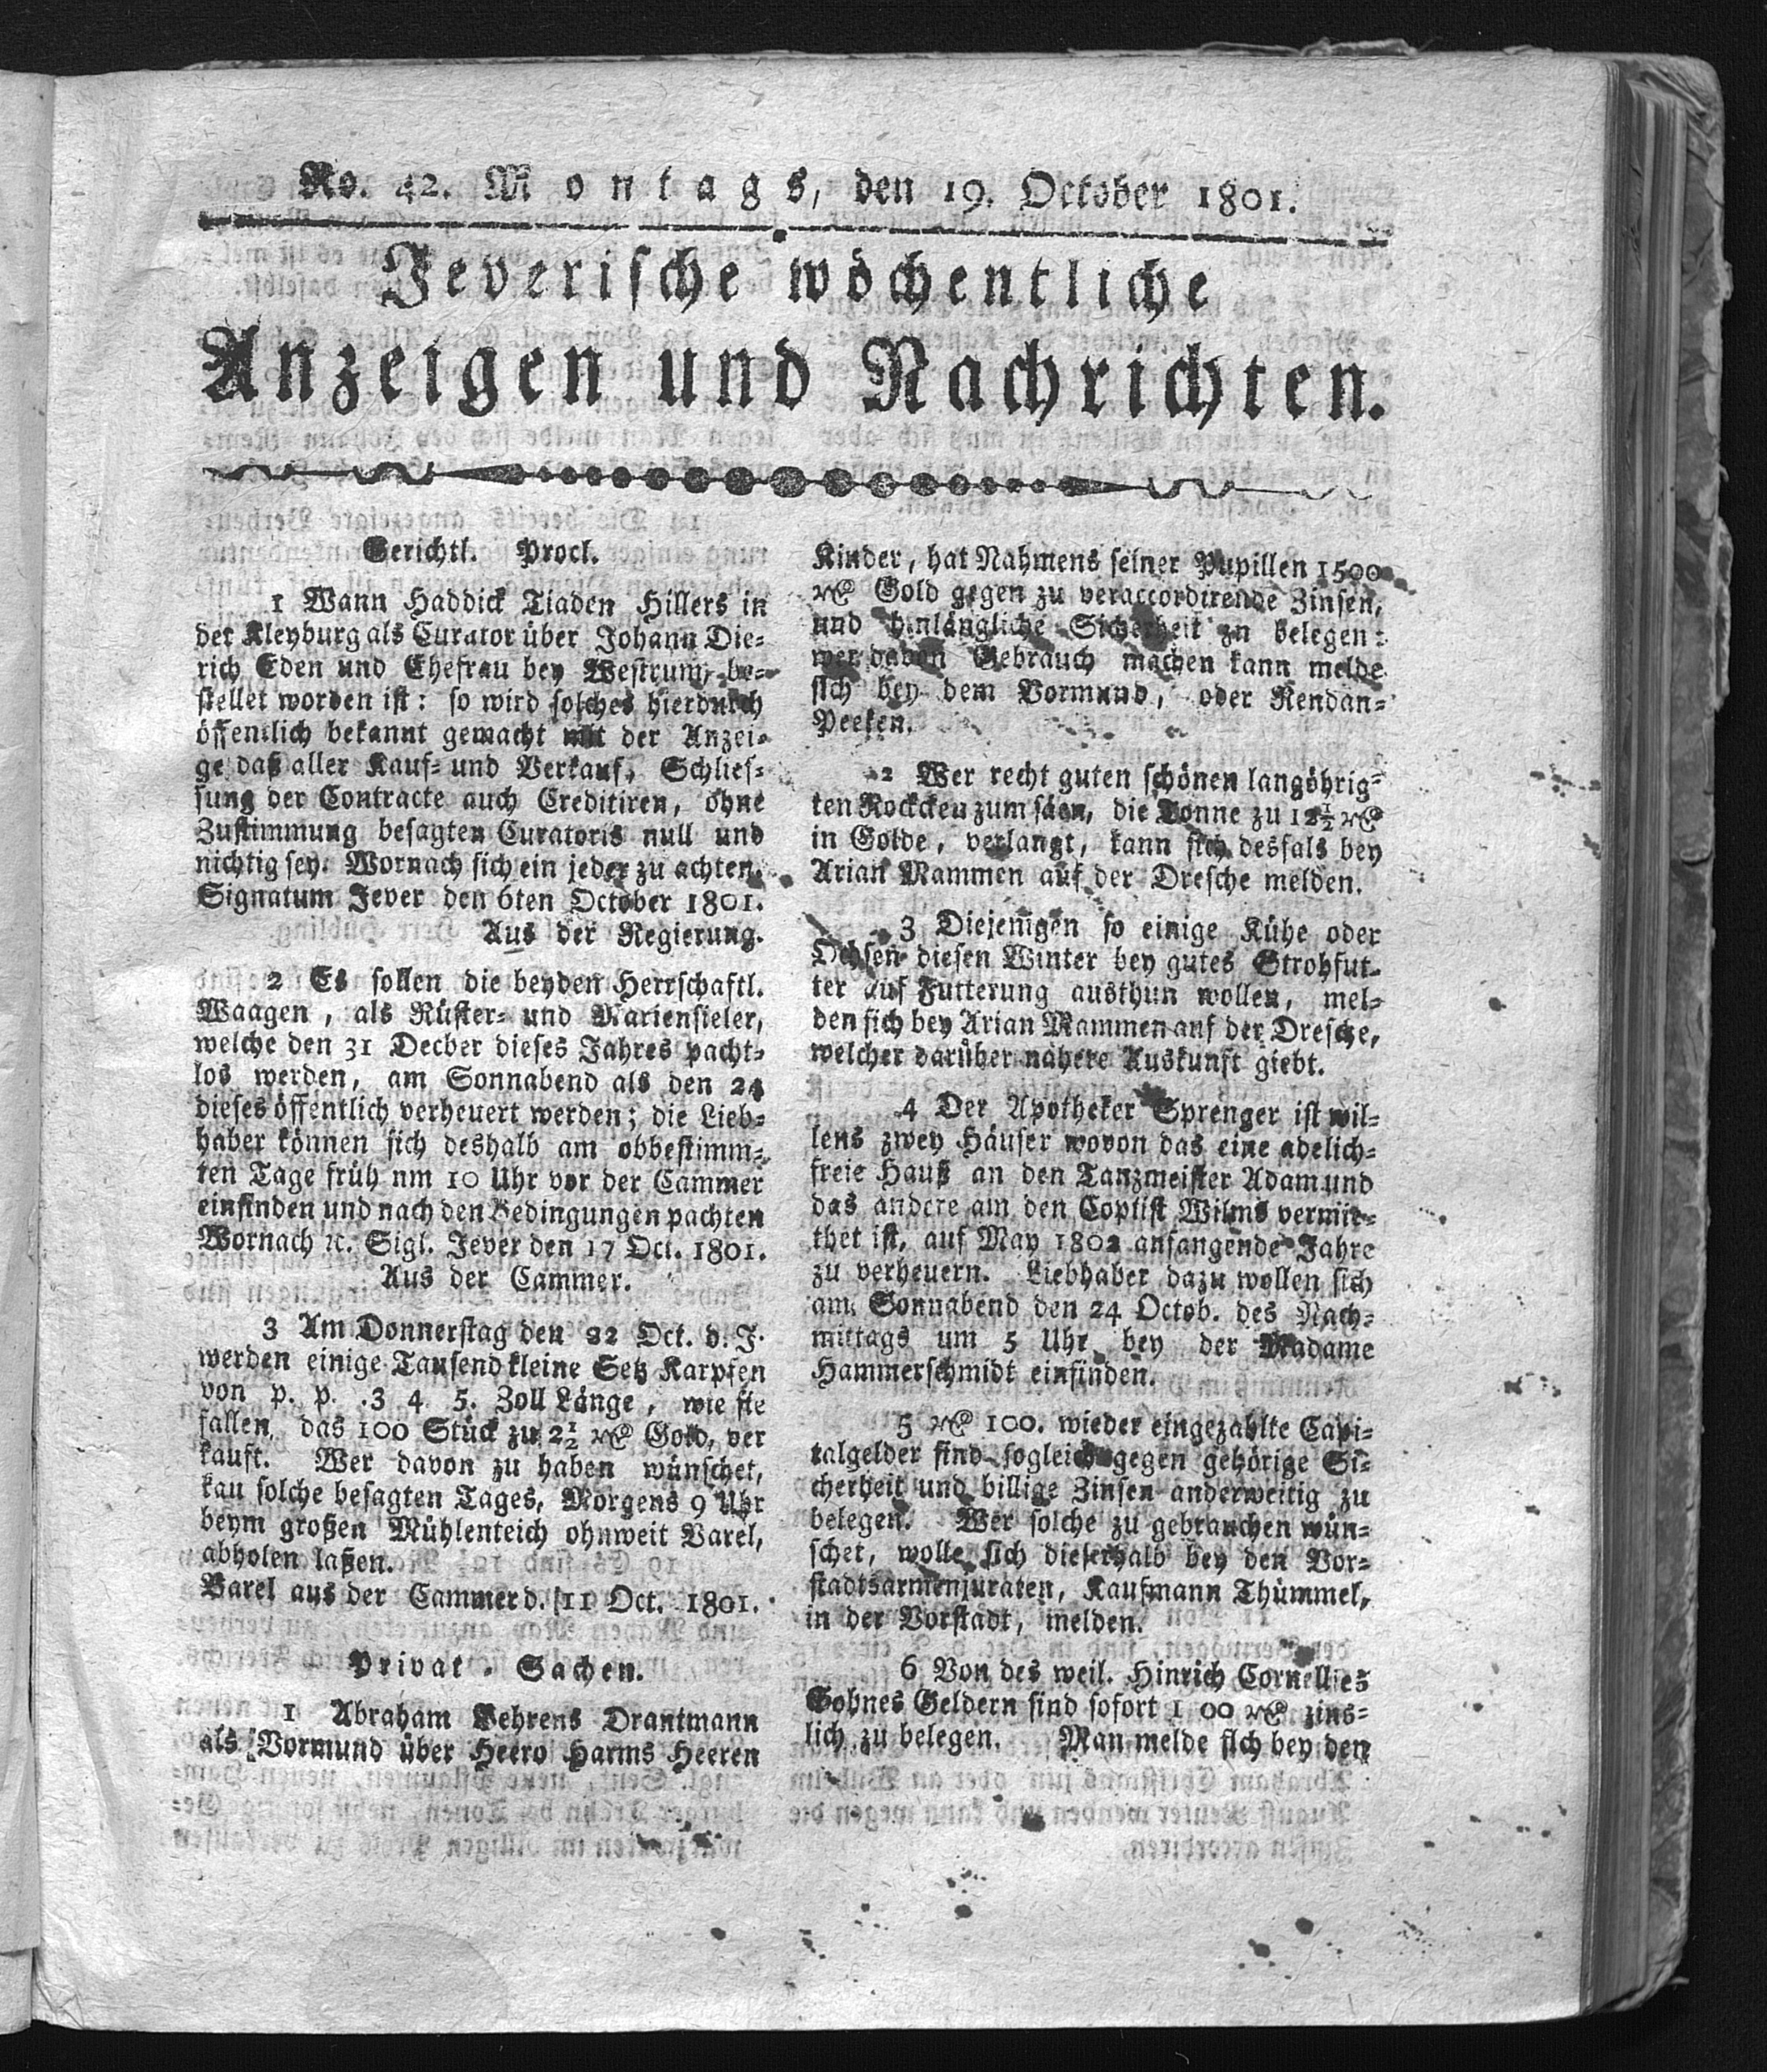 No. 42. Montags, den 19. October 1801.
Jeverische wöchentliche
Anzeigen und Nachrichten.
Gerichtl. Procl.
1 Wann Haddick Tiaden Hillers in
der Kleyburg als Curator über Johann Die-
rich Eden und Ehefrau bey Westrum, be-
stellet worden ist: so wird solches hierdurch
öffentlich bekannt gemacht mit der Anzei-
ge daß aller Kauf- und Verkauf, Schlies-
sung der Contracte auch Creditiren, ohne
Zustimmung besagten Curatoris null und
nichtig sey. Wornach sich ein jeder zu achten.
Signatum Jever den 6ten October 1801.
Aus der Regierung.
2 Es sollen die beyden Herrschaftl.
Waagen, als Rüster- und Mariensieler,
welche den 31 Decber dieses Jahres pacht-
los werden, am Sonnabend als den 24
dieses öffentlich verheuert werden; die Lieb-
haber können sich deshalb am obbestimm-
ten Tage früh nm 10 Uhr vor der Cammer
einfinden und nach den Bedingungen pachten
Wornach ꝛc. Sigl. Jever den 17 Oct. 1801.
Aus der Cammer.
3 Am Donnerstag den 22 Oct. d. J.
werden einige Tausend kleine Setz Karpfen
von p. p. .3 4 5. Zoll Länge, wie sie
fallen, das 100 Stück zu 2½ rℓ Gold, ver
kauft. Wer davon zu haben wünschet,
kau solche besagten Tages, Morgens 9 Uhr
beym großen Mühlenteich ohnweit Varel,
abholen laßen.
Varel aus der Cammer d. 11 Oct. 1801.
Privat-Sachen.
1 Abraham Behrens Drantmann
als Vormund über Heero Harms Heeren
Kinder, hat Nahmens seiner Pupillen 1500
rℓ Gold gegen zu veraccordirende Zinsen,
und hinlängliche Sicherheit zn belegen:
wer davon Gebrauch machen kann melde
sich bey dem Vormund, oder Rendan-
Peeken.
2 Wer recht guten schönen langöhrig-
ten Rockcken zum säen, die Tonne zu 12½ rℓ
in Golde, verlangt, kann sich desfals bey
Arian Mammen auf der Dresche melden.
3 Diejenigen so einige Kühe oder
Ochsen diesen Winter bey gutes Strohfut-
ter auf Futterung austhun wollen, mel-
den sich bey Arian Mammen auf der Dresche,
welcher darüber nähere Auskunft giebt.
4 Der Apotheker Sprenger ist wil-
lens zwey Häuser wovon das eine adelich-
freie Hauß an den Tanzmeister Adam und
das andere am den Coptist Wilms vermie-
thet ist, auf May 1802 anfangende Jahre
zu verheuern. Liebhaber dazu wollen sich
am Sonnabend den 24 Octob. des Nach-
mittags um 5 Uhr bey der Madame
Hammerschmidt einfinden.
5 rℓ 100. wieder eingezahlte Capi-
talgelder sind sogleich gegen gehörige Si-
cherheit und billige Zinsen anderweitig zu
belegen. Wer solche zu gebrauchen wün-
schet, wolle sich dieserhalb bey den Vor-
stadtsarmenjuraten, Kaufmann Thümmel,
in der Vorstadt, melden.
6 Von des weil. Hinrich Cornellies
Sohnes Geldern sind sofort 1 00 rℓ zins-
lich zu belegen. Man melde sich bey den